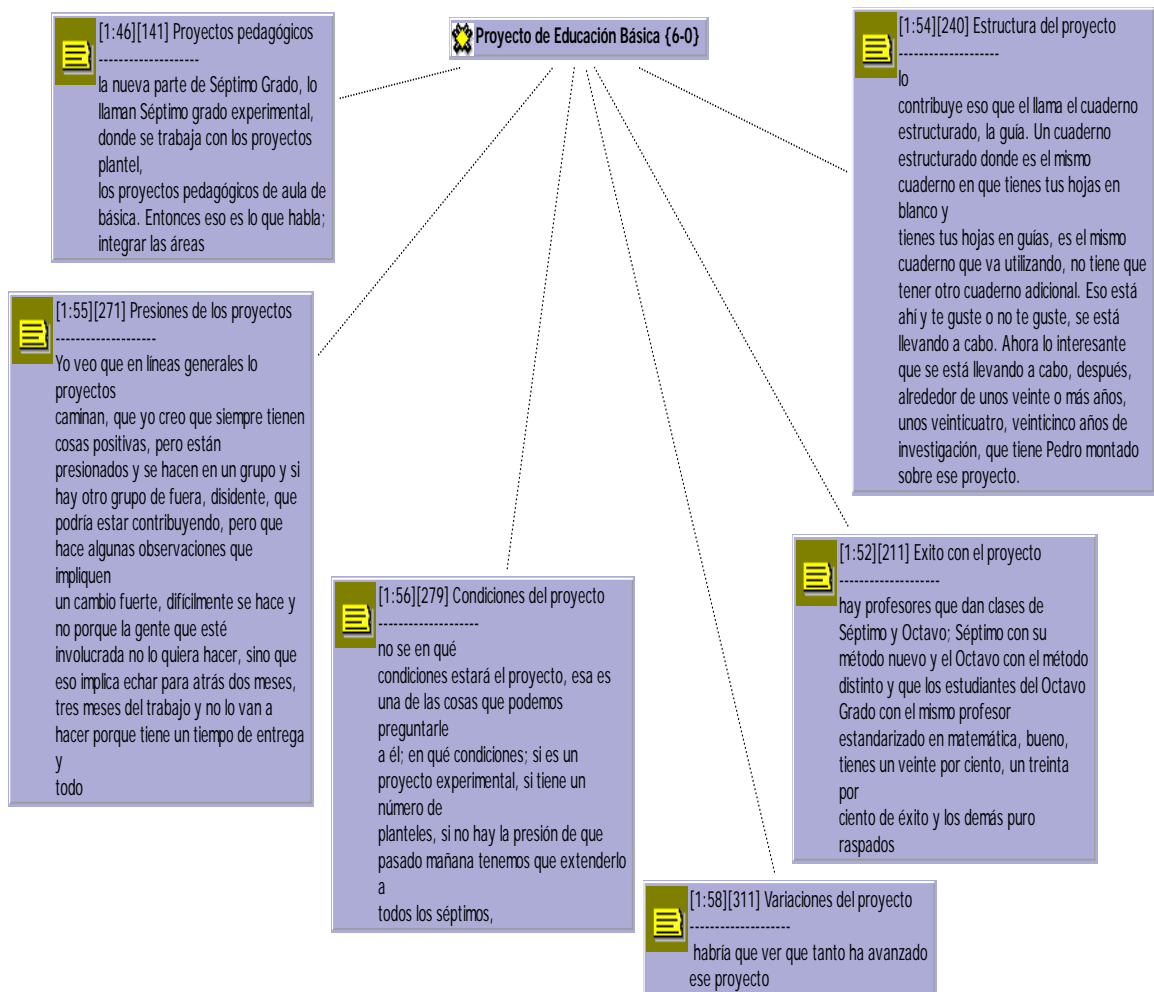 Proyecto de Educación Básica {6-0}
[1:46][141] Proyectos pedagógicos
--------------------
la nueva parte de Séptimo Grado, lo
llaman Séptimo grado experimental,
donde se trabaja con los proyectos
plantel,
los proyectos pedagógicos de aula de
básica. Entonces eso es lo que habla;
integrar las áreas
[1:54][240] Estructura del proyecto
--------------------
lo
contribuye eso que el llama el cuaderno
estructurado, la guía. Un cuaderno
estructurado donde es el mismo
cuaderno en que tienes tus hojas en
blanco y
tienes tus hojas en guías, es el mismo
cuaderno que va utilizando, no tiene que
tener otro cuaderno adicional. Eso está
ahí y te guste o no te guste, se está
llevando a cabo. Ahora lo interesante
que se está llevando a cabo, después,
alrededor de unos veinte o más años,
unos veinticuatro, veinticinco años de
investigación, que tiene Pedro montado
sobre ese proyecto.
[1:55][271] Presiones de los proyectos
--------------------
Yo veo que en líneas generales lo
proyectos
caminan, que yo creo que siempre tienen
cosas positivas, pero están
presionados y se hacen en un grupo y si
hay otro grupo de fuera, disidente, que
podría estar contribuyendo, pero que
hace algunas observaciones que
impliquen
un cambio fuerte, difícilmente se hace y
no porque la gente que esté
involucrada no lo quiera hacer, sino que
eso implica echar para atrás dos meses,
tres meses del trabajo y no lo van a
hacer porque tiene un tiempo de entrega
y
todo
[1:56][279] Condiciones del proyecto
--------------------
no se en qué
condiciones estará el proyecto, esa es
una de las cosas que podemos
preguntarle
a él; en qué condiciones; si es un
proyecto experimental, si tiene un
número de
planteles, si no hay la presión de que
pasado mañana tenemos que extenderlo
a
todos los séptimos,
[1:52][211] Exito con el proyecto
--------------------
hay profesores que dan clases de
Séptimo y Octavo; Séptimo con su
método nuevo y el Octavo con el método
distinto y que los estudiantes del Octavo
Grado con el mismo profesor
estandarizado en matemática, bueno,
tienes un veinte por ciento, un treinta
por
ciento de éxito y los demás puro
raspados
[1:58][311] Variaciones del proyecto
--------------------
habría que ver que tanto ha avanzado
ese proyecto